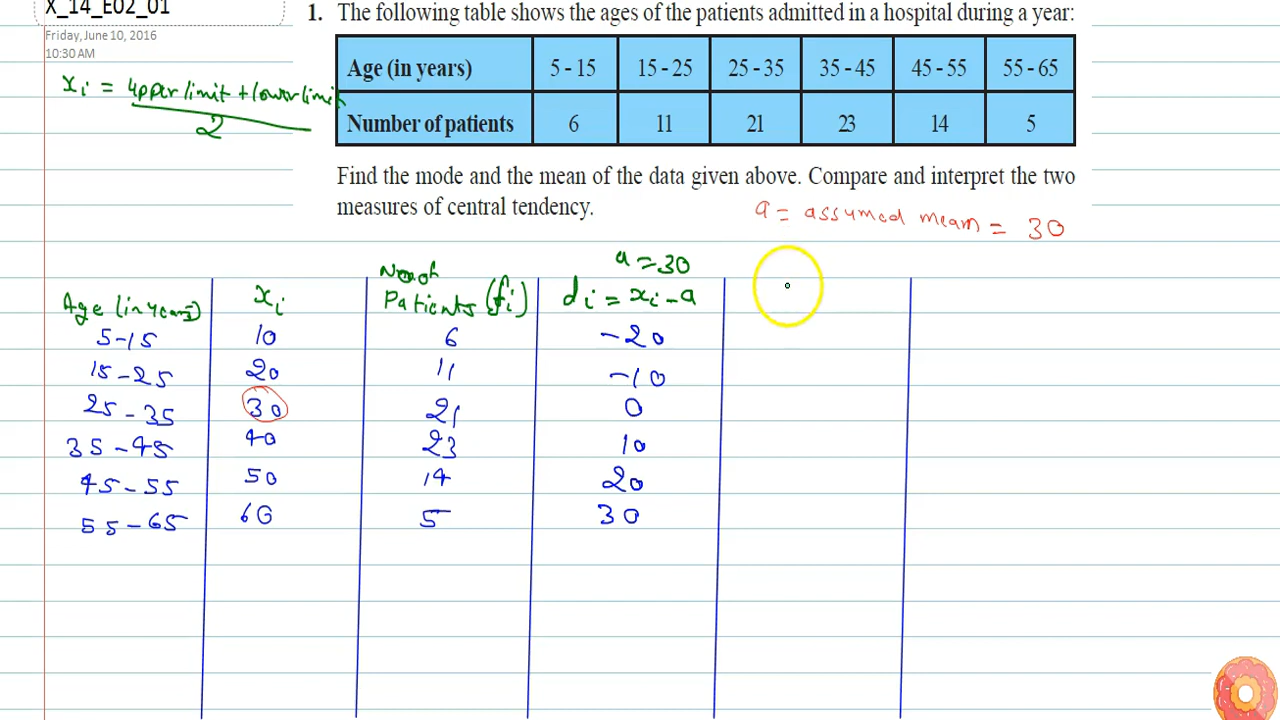 X_14_E02_01
Friday, June 10, 2016
10:30 AM
xi = upper limit + lower limit
2
1. The following table shows the ages of the patients admitted in a hospital during a year:
Age (in years) 5 - 15 15 - 25 25 - 35 35 - 45 45 - 55 55 - 65
Number of patients 6 11 21 23 14 5
Find the mode and the mean of the data given above. Compare and interpret the two
measures of central tendency.
a = assumed mean = 30
Age (in years) xi No of Patients (fi) a = 30 di = xi - a
5-15 10 6 -20
15-25 20 11 -10
25-35 30 21 0
35-45 40 23 10
45-55 50 14 20
55-65 60 5 30